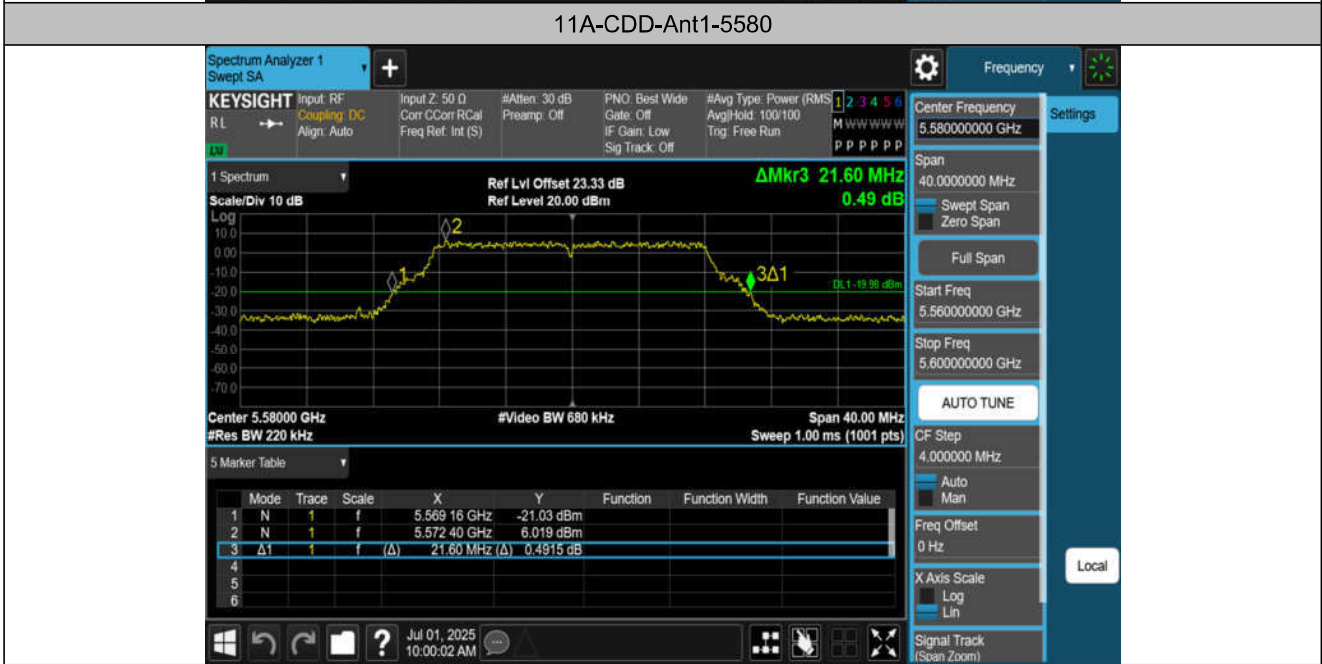 11A-CDD-Ant1-5580
Spectrum Analyzer 1
Swept SA
Frequency
KEYSIGHT
RL
LU
Input: RF
Coupling: DC
Align: Auto
Input Z: 50 Ω
Corr CCorr RCal
Freq Ref: Int (S)
#Atten: 30 dB
Preamp: Off
PNO: Best Wide
Gate: Off
IF Gain: Low
Sig Track: Off
#Avg Type: Power (RMS
Avg|Hold: 100/100
Trig: Free Run
1 2 3 4 5 6
M W W W W W
P P P P P P
1 Spectrum
Scale/Div 10 dB
Ref Lvl Offset 23.33 dB
Ref Level 20.00 dBm
ΔMkr3 21.60 MHz
0.49 dB
Log
10.0
0.00
-10.0
-20.0
-30.0
-40.0
-50.0
-60.0
-70.0
1
2
3Δ1
DL1 -19.98 dBm
Center 5.58000 GHz
#Video BW 680 kHz
Span 40.00 MHz
#Res BW 220 kHz
Sweep 1.00 ms (1001 pts)
5 Marker Table
Mode Trace Scale X Y Function Function Width Function Value
1 N 1 f 5.569 16 GHz -21.03 dBm
2 N 1 f 5.572 40 GHz 6.019 dBm
3 Δ1 1 f (Δ) 21.60 MHz (Δ) 0.4915 dB
4
5
6
Jul 01, 2025
10:00:02 AM
Center Frequency
5.580000000 GHz
Settings
Span
40.0000000 MHz
Swept Span
Zero Span
Full Span
Start Freq
5.560000000 GHz
Stop Freq
5.600000000 GHz
AUTO TUNE
CF Step
4.000000 MHz
Auto
Man
Freq Offset
0 Hz
X Axis Scale
Log
Lin
Signal Track
(Span Zoom)
Local